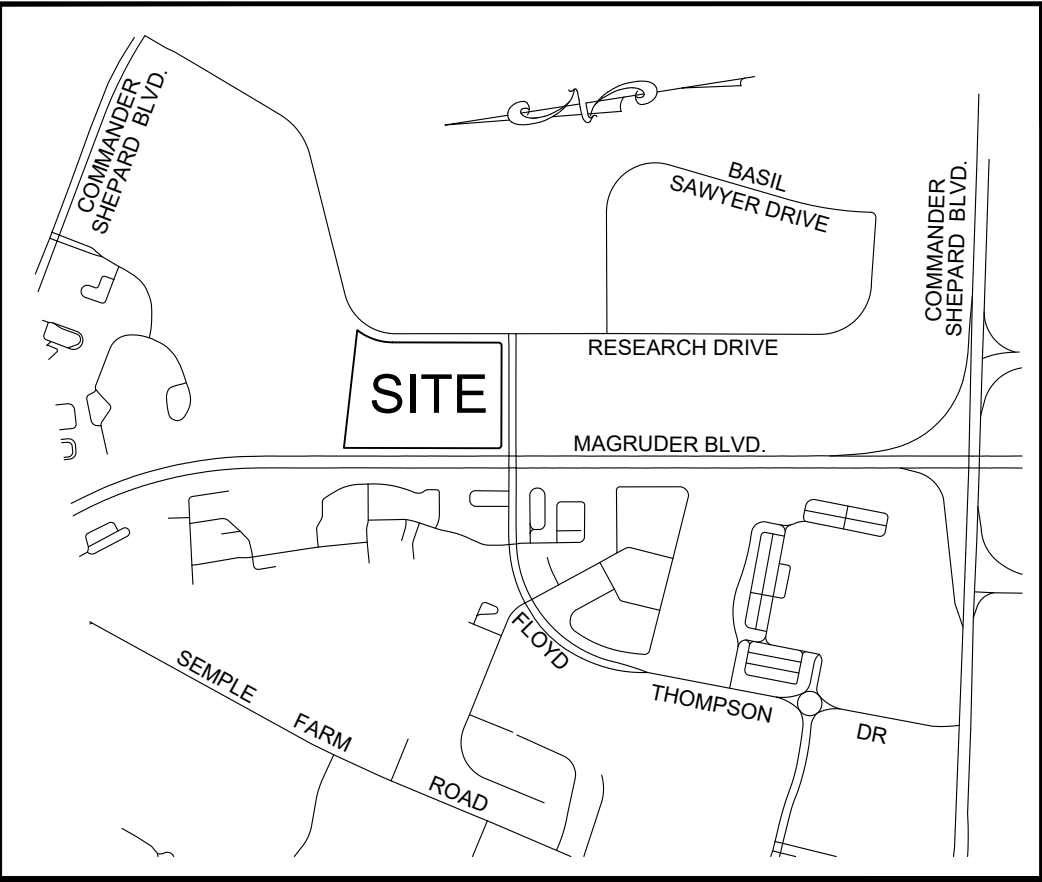 COMMANDER
SHEPARD BLVD.
N
BASIL
SAWYER DRIVE
COMMANDER
SHEPARD BLVD.
RESEARCH DRIVE
SITE
MAGRUDER BLVD.
FLOYD
THOMPSON
DR
SEMPLE
FARM
ROAD